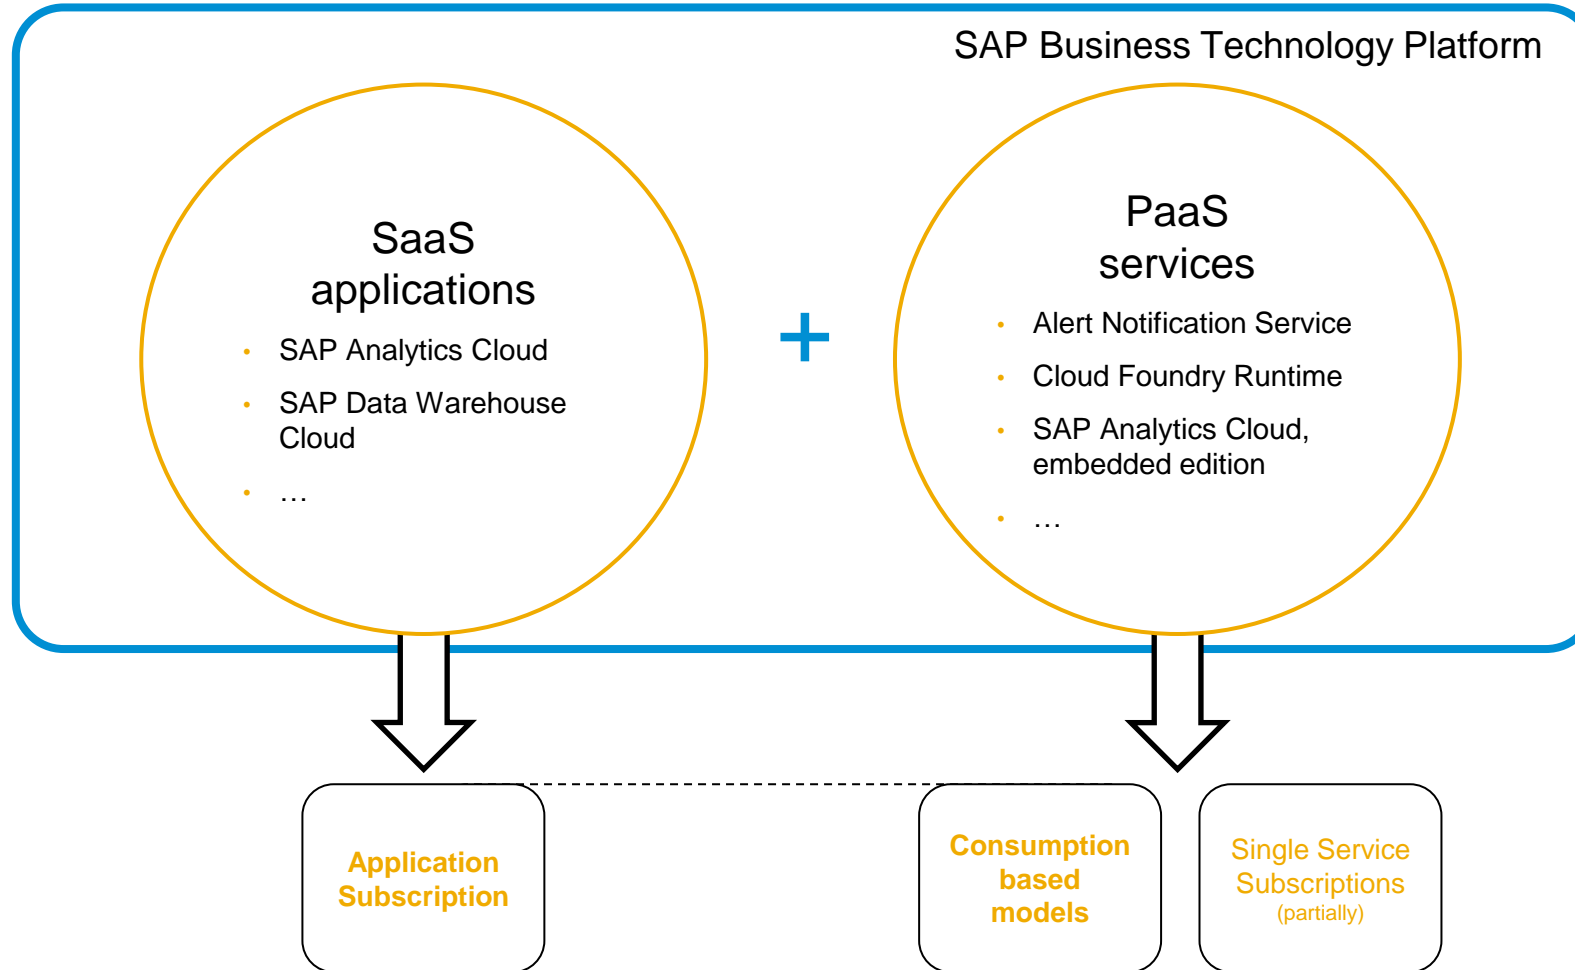 SAP Business Technology Platform
SaaS
applications
• SAP Analytics Cloud
• SAP Data Warehouse
Cloud
• …
+
PaaS
services
• Alert Notification Service
• Cloud Foundry Runtime
• SAP Analytics Cloud,
embedded edition
• …
Application
Subscription
Consumption
based
models
Single Service
Subscriptions
(partially)